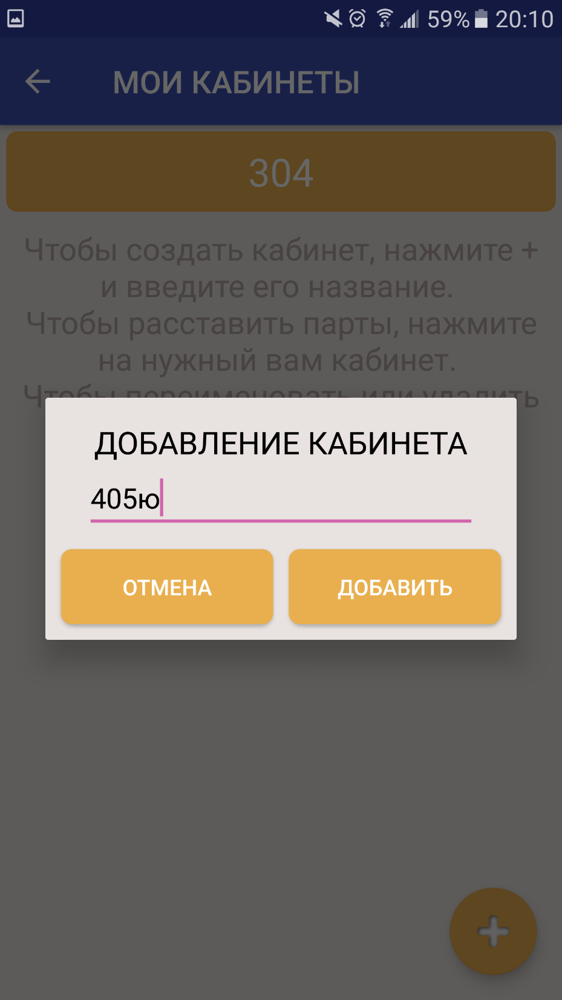 59% 20:10
МОИ КАБИНЕТЫ
304
Чтобы создать кабинет, нажмите +
и введите его название.
Чтобы расставить парты, нажмите
на нужный вам кабинет.
Чтобы переименовать или удалить
ДОБАВЛЕНИЕ КАБИНЕТА
405ю
ОТМЕНА ДОБАВИТЬ